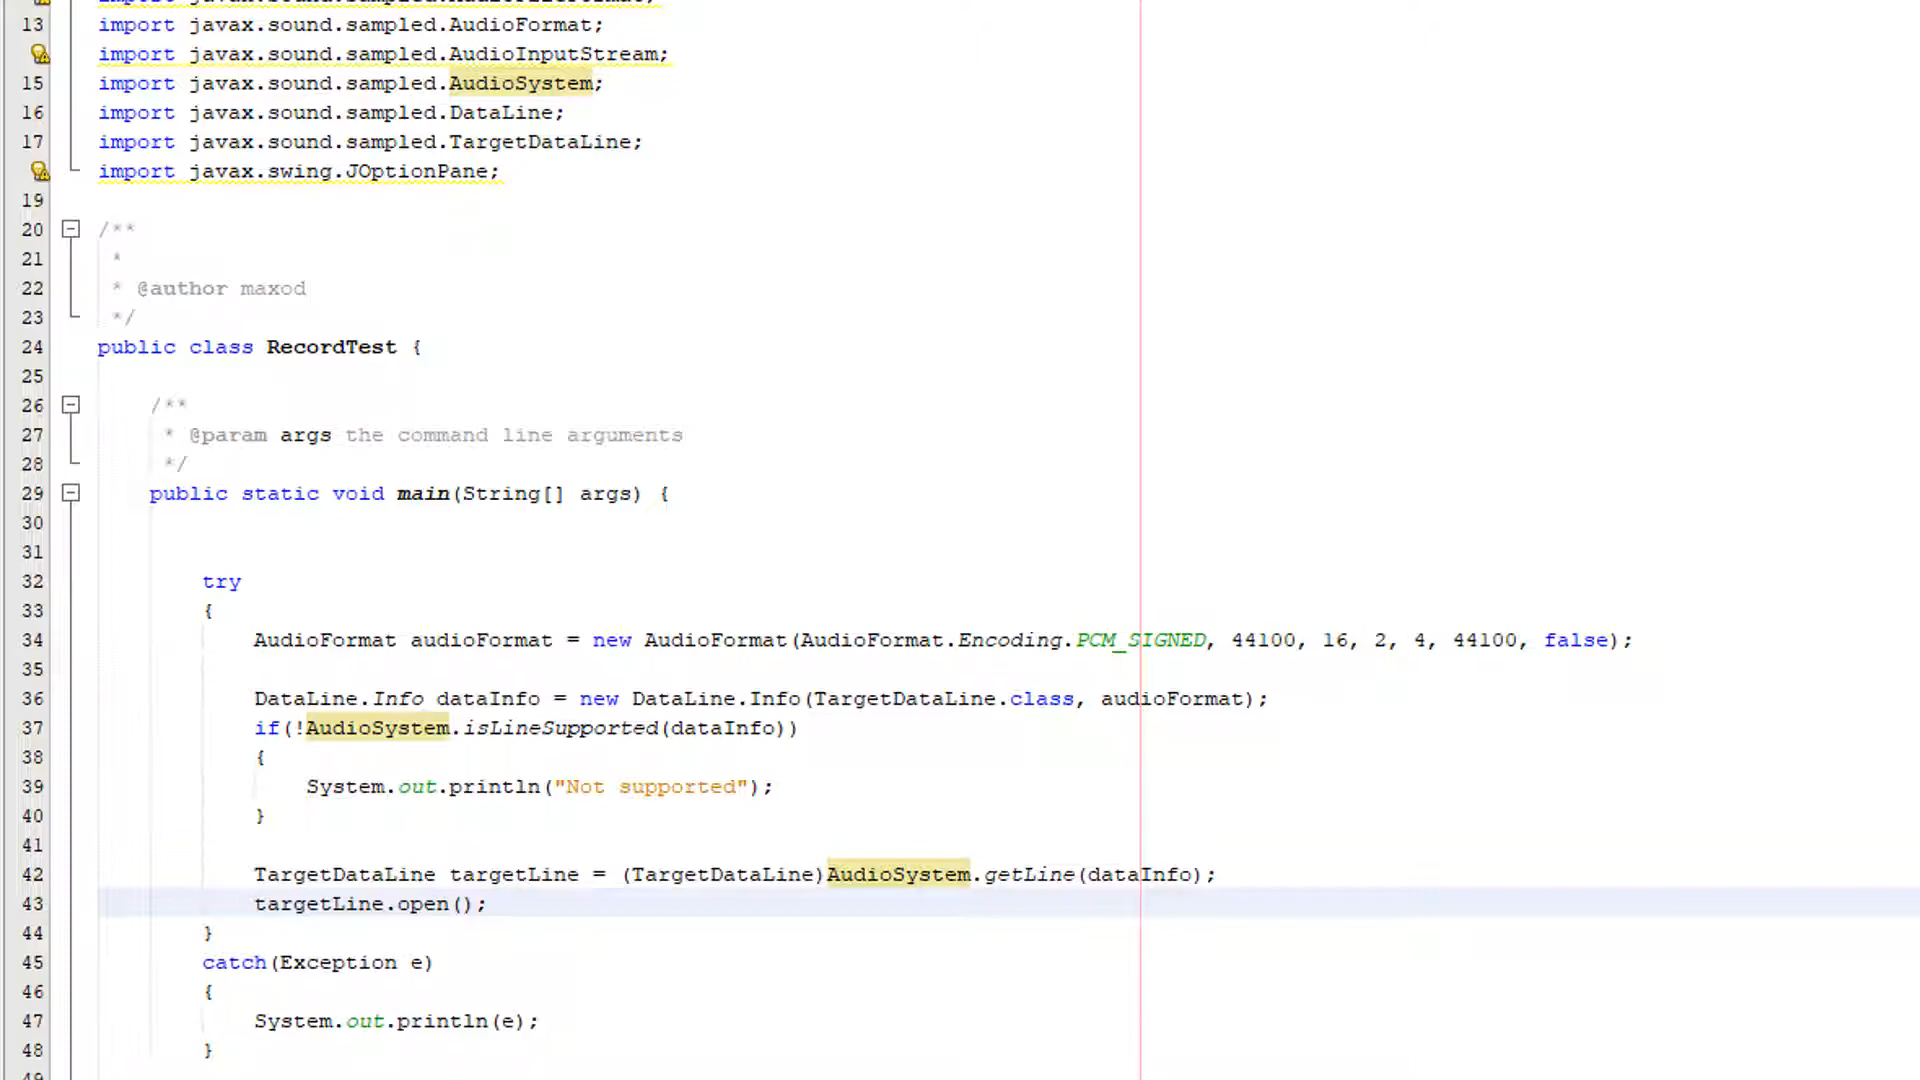 13 import javax.sound.sampled.AudioFormat;
import javax.sound.sampled.AudioInputStream;
15 import javax.sound.sampled.AudioSystem;
16 import javax.sound.sampled.DataLine;
17 import javax.sound.sampled.TargetDataLine;
import javax.swing.JOptionPane;
19
20 /**
21 *
22 * @author maxod
23 */
24 public class RecordTest {
25
26 /**
27 * @param args the command line arguments
28 */
29 public static void main(String[] args) {
30
31
32 try
33 {
34 AudioFormat audioFormat = new AudioFormat(AudioFormat.Encoding.PCM_SIGNED, 44100, 16, 2, 4, 44100, false);
35
36 DataLine.Info dataInfo = new DataLine.Info(TargetDataLine.class, audioFormat);
37 if(!AudioSystem.isLineSupported(dataInfo))
38 {
39 System.out.println("Not supported");
40 }
41
42 TargetDataLine targetLine = (TargetDataLine)AudioSystem.getLine(dataInfo);
43 targetLine.open();
44 }
45 catch(Exception e)
46 {
47 System.out.println(e);
48 }
49